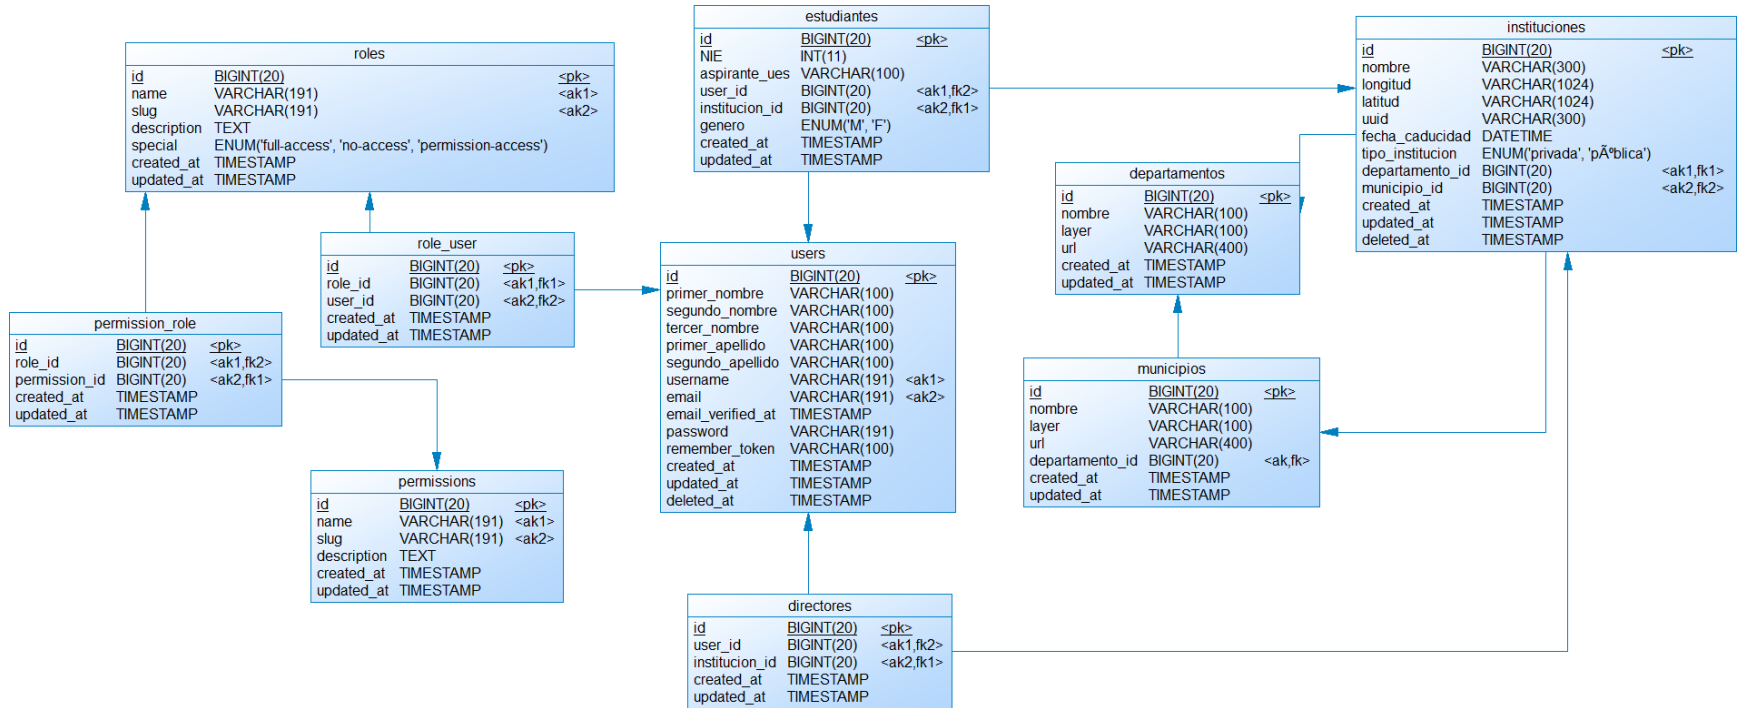 estudiantes
id BIGINT(20) <pk>
NIE INT(11)
aspirante_ues VARCHAR(100)
user_id BIGINT(20) <ak1,fk2>
institucion_id BIGINT(20) <ak2,fk1>
genero ENUM('M', 'F')
created_at TIMESTAMP
updated_at TIMESTAMP
instituciones
id BIGINT(20) <pk>
nombre VARCHAR(300)
longitud VARCHAR(1024)
latitud VARCHAR(1024)
uuid VARCHAR(300)
fecha_caducidad DATETIME
tipo_institucion ENUM('privada', 'pÃºblica')
departamento_id BIGINT(20) <ak1,fk1>
municipio_id BIGINT(20) <ak2,fk2>
created_at TIMESTAMP
updated_at TIMESTAMP
deleted_at TIMESTAMP
roles
id BIGINT(20) <pk>
name VARCHAR(191) <ak1>
slug VARCHAR(191) <ak2>
description TEXT
special ENUM('full-access', 'no-access', 'permission-access')
created_at TIMESTAMP
updated_at TIMESTAMP
departamentos
id BIGINT(20) <pk>
nombre VARCHAR(100)
layer VARCHAR(100)
url VARCHAR(400)
created_at TIMESTAMP
updated_at TIMESTAMP
role_user
id BIGINT(20) <pk>
role_id BIGINT(20) <ak1,fk1>
user_id BIGINT(20) <ak2,fk2>
created_at TIMESTAMP
updated_at TIMESTAMP
users
id BIGINT(20) <pk>
primer_nombre VARCHAR(100)
segundo_nombre VARCHAR(100)
tercer_nombre VARCHAR(100)
primer_apellido VARCHAR(100)
segundo_apellido VARCHAR(100)
username VARCHAR(191) <ak1>
email VARCHAR(191) <ak2>
email_verified_at TIMESTAMP
password VARCHAR(191)
remember_token VARCHAR(100)
created_at TIMESTAMP
updated_at TIMESTAMP
deleted_at TIMESTAMP
permission_role
id BIGINT(20) <pk>
role_id BIGINT(20) <ak1,fk2>
permission_id BIGINT(20) <ak2,fk1>
created_at TIMESTAMP
updated_at TIMESTAMP
municipios
id BIGINT(20) <pk>
nombre VARCHAR(100)
layer VARCHAR(100)
url VARCHAR(400)
departamento_id BIGINT(20) <ak,fk>
created_at TIMESTAMP
updated_at TIMESTAMP
permissions
id BIGINT(20) <pk>
name VARCHAR(191) <ak1>
slug VARCHAR(191) <ak2>
description TEXT
created_at TIMESTAMP
updated_at TIMESTAMP
directores
id BIGINT(20) <pk>
user_id BIGINT(20) <ak1,fk2>
institucion_id BIGINT(20) <ak2,fk1>
created_at TIMESTAMP
updated_at TIMESTAMP